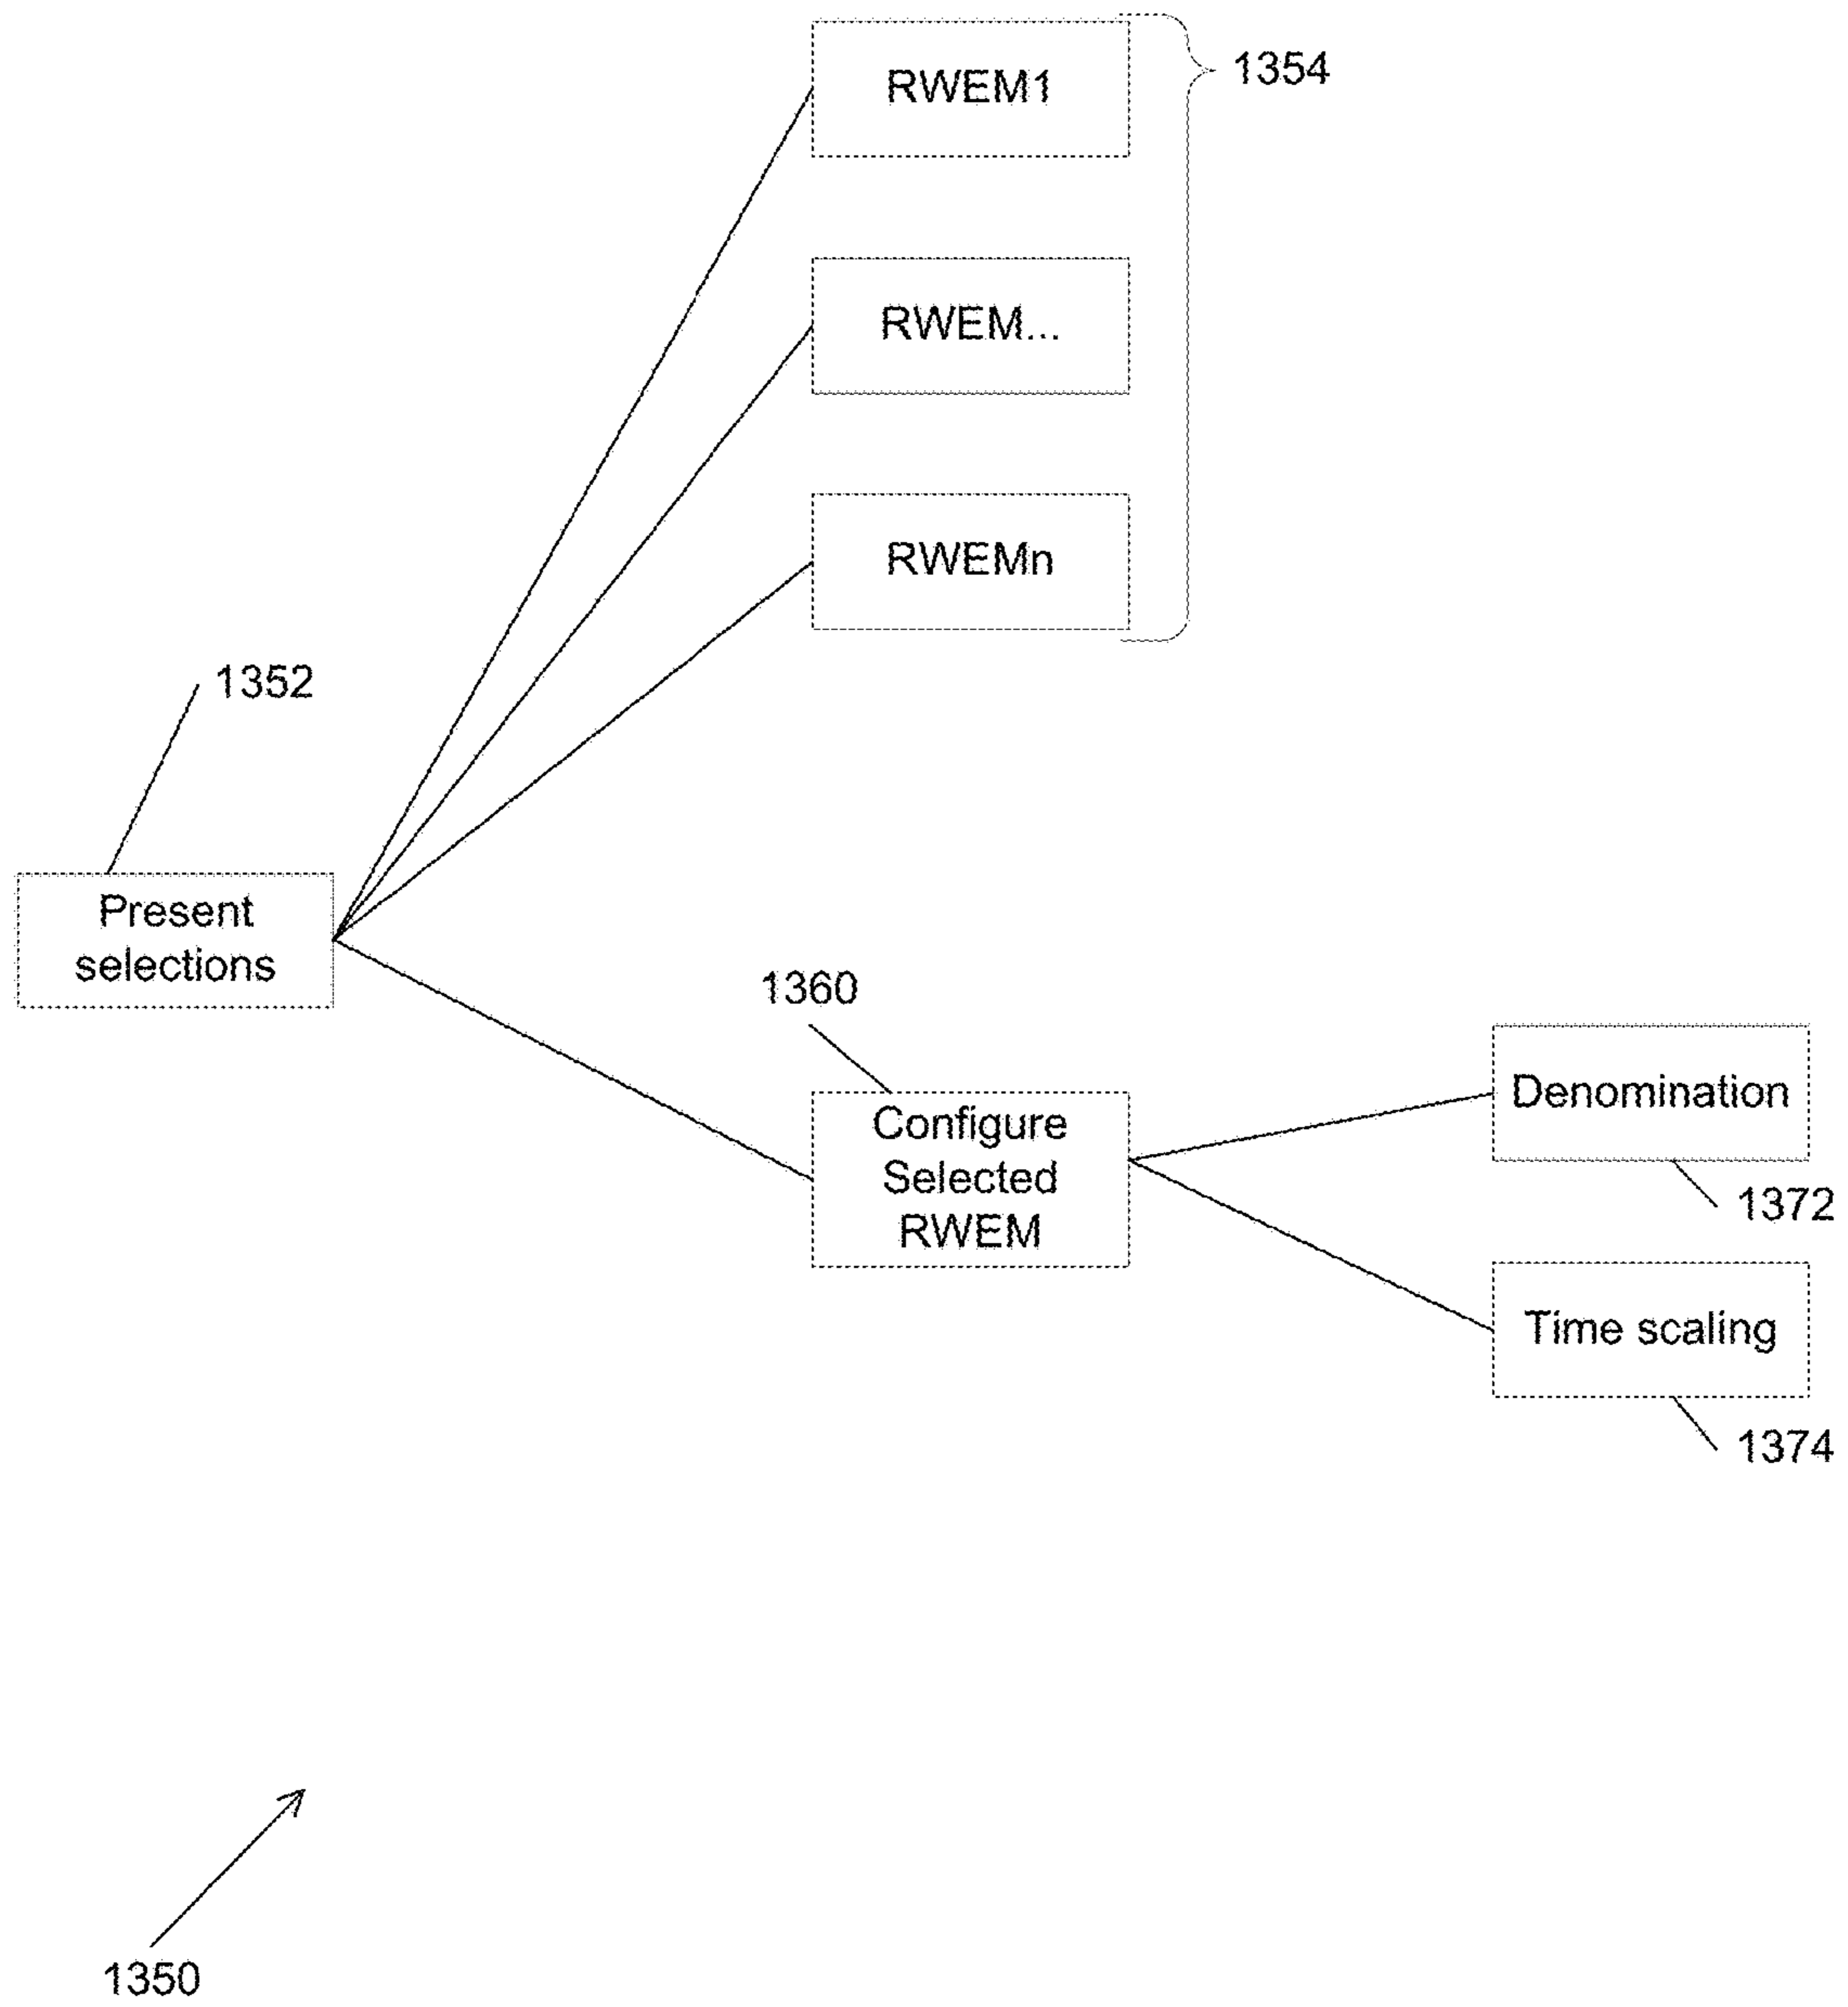 RWEM1
1354
RWEM...
RWEMn
1352
Present
selections
1360
Configure
Selected
RWEM
Denomination
1372
Time scaling
1374
1350